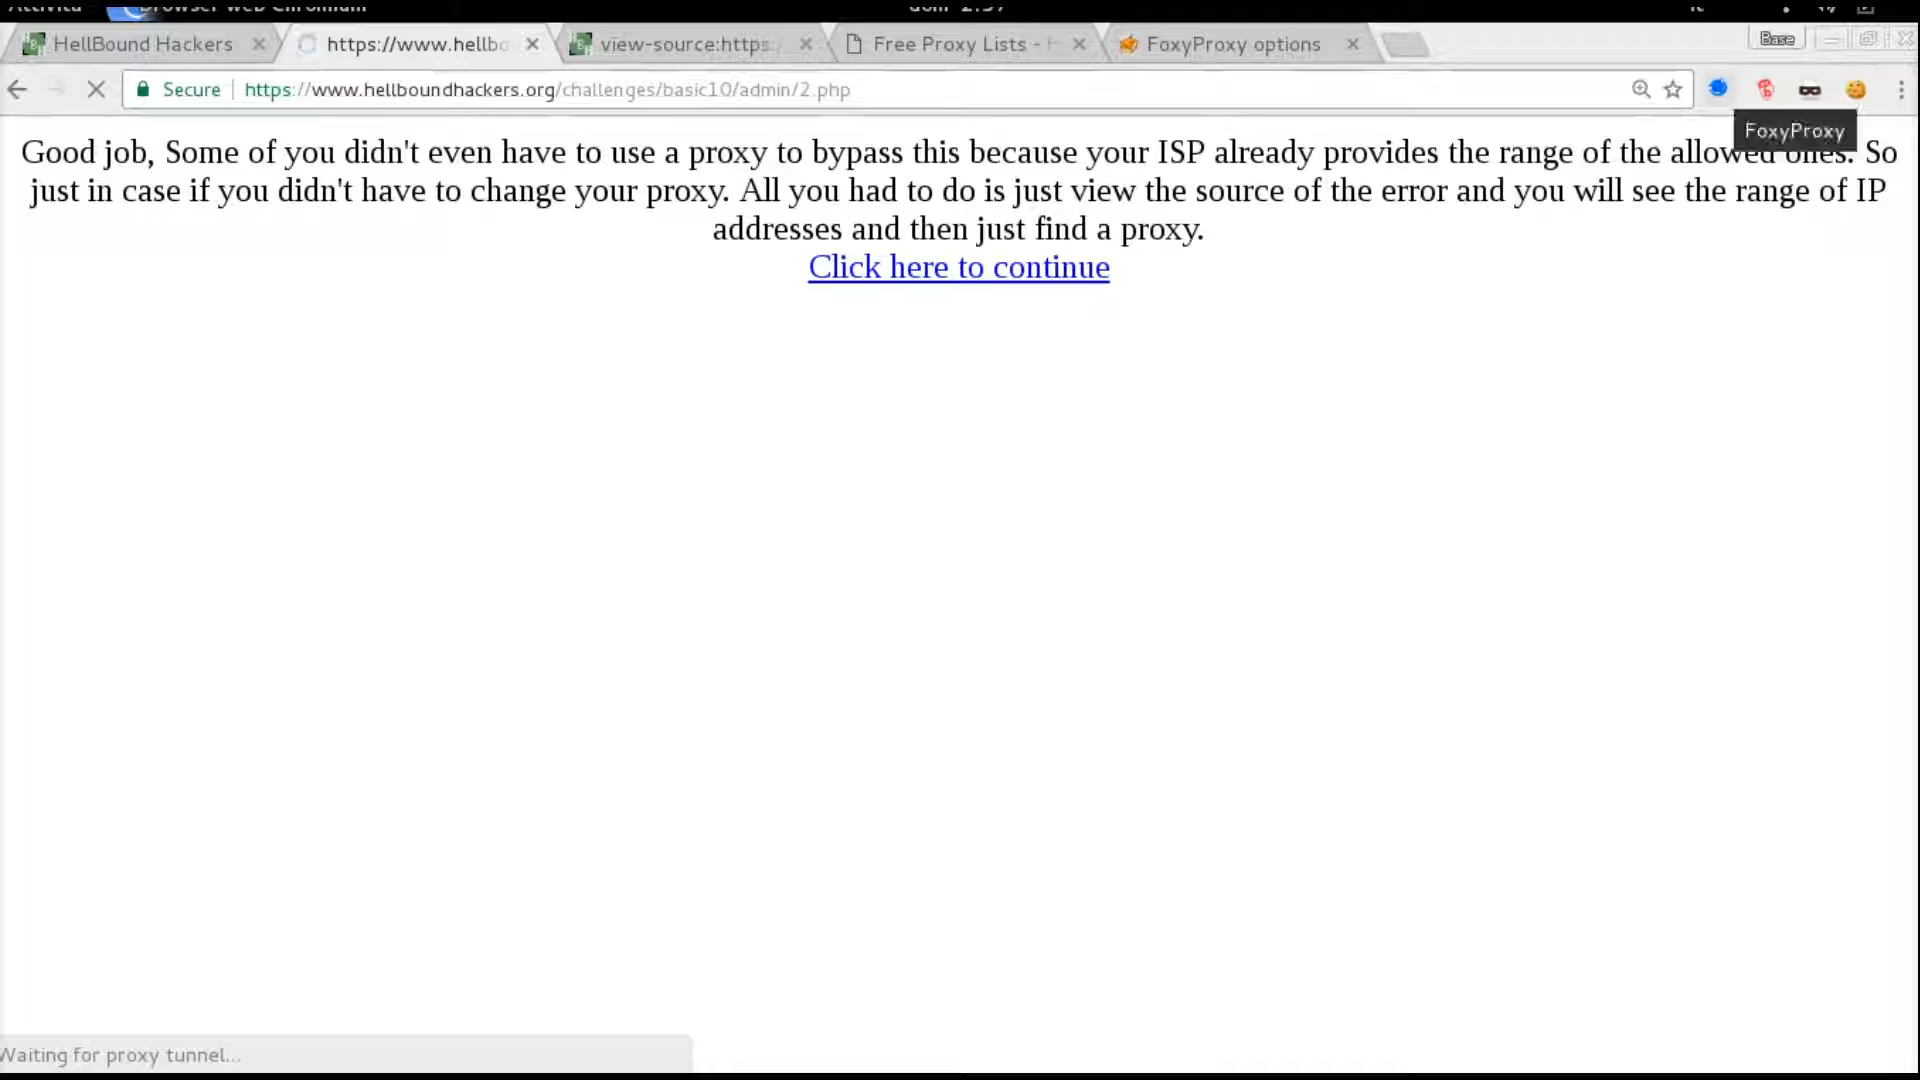 HellBound Hackers
https://www.hellbo
view-source:https:
Free Proxy Lists -
FoxyProxy options
Base
Secure
https://www.hellboundhackers.org/challenges/basic10/admin/2.php
FoxyProxy
Good job, Some of you didn't even have to use a proxy to bypass this because your ISP already provides the range of the allowed ones. So
just in case if you didn't have to change your proxy. All you had to do is just view the source of the error and you will see the range of IP
addresses and then just find a proxy.
Click here to continue
Waiting for proxy tunnel...